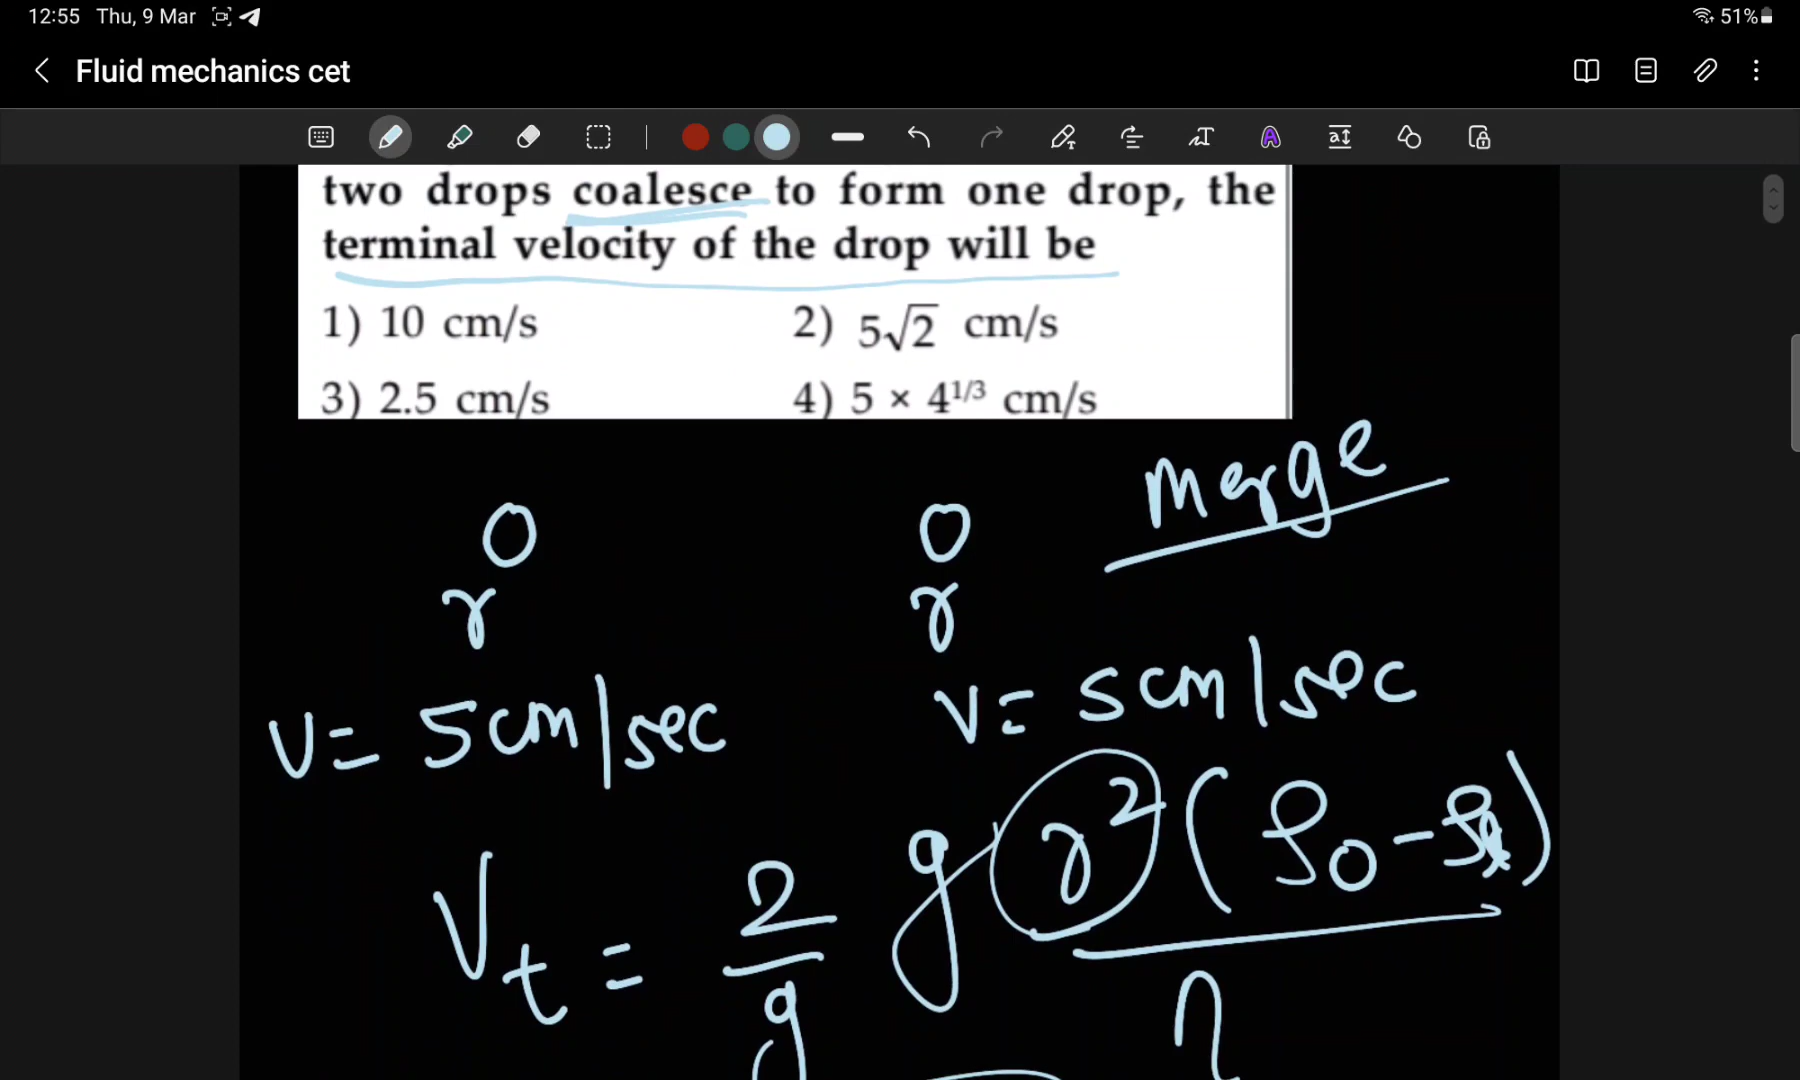 12:55 Thu, 9 Mar 51%
Fluid mechanics cet
two drops coalesce to form one drop, the
terminal velocity of the drop will be
1) 10 cm/s 2) 5√2 cm/s
3) 2.5 cm/s 4) 5 × 4^1/3 cm/s
Merge
r r
V= 5cm/sec V= 5cm/sec
Vt = 2/9 g r² (ρ0 -
η